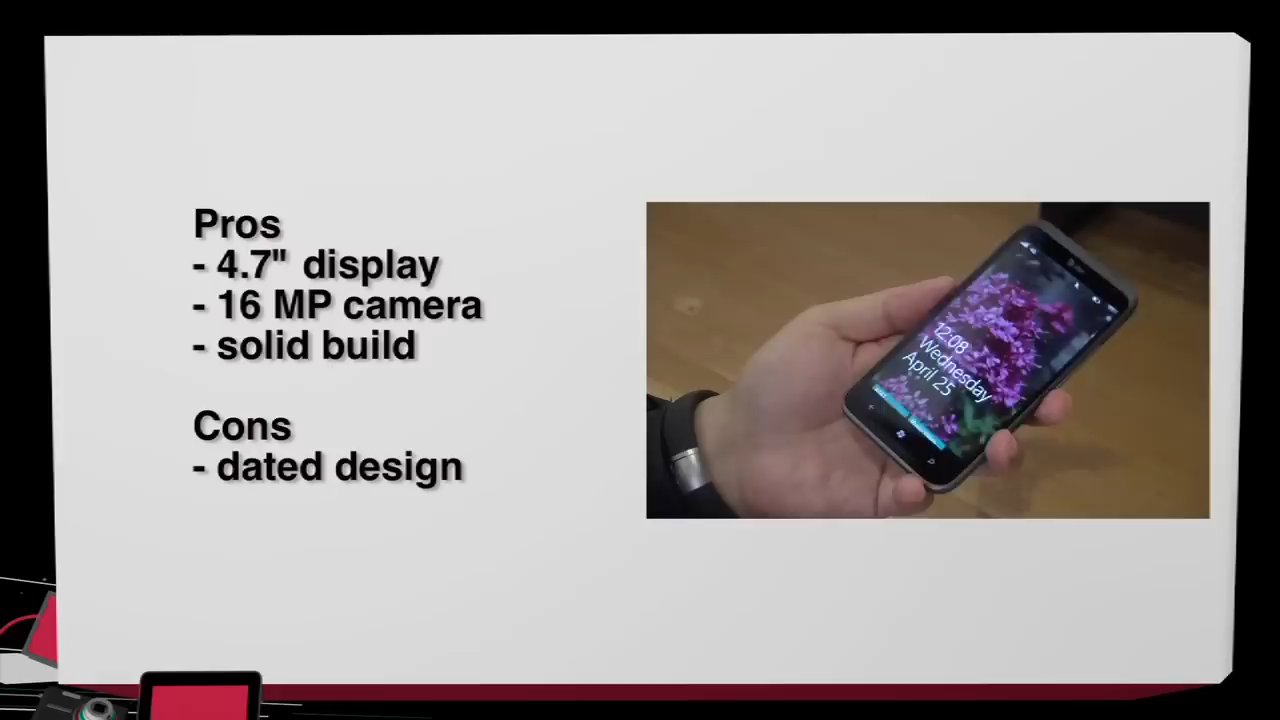 Pros
- 4.7" display
- 16 MP camera
- solid build
Cons
- dated design
12:08
Wednesday
April 25